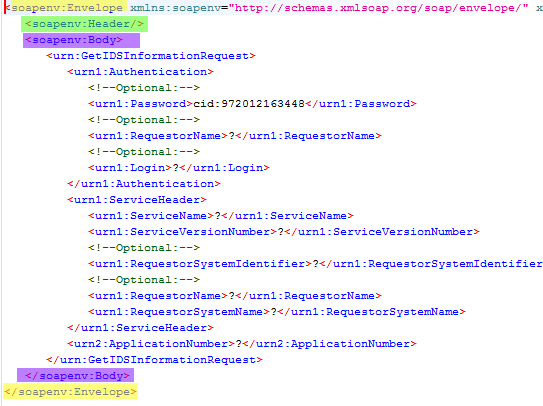 <soapenv:Envelope xmlns:soapenv="http://schemas.xmlsoap.org/soap/envelope/" x
<soapenv:Header/>
<soapenv:Body>
<urn:GetIDSInformationRequest>
<urn1:Authentication>
<!--Optional:-->
<urn1:Password>cid:972012163448</urn1:Password>
<!--Optional:-->
<urn1:RequestorName>?</urn1:RequestorName>
<!--Optional:-->
<urn1:Login>?</urn1:Login>
</urn1:Authentication>
<urn1:ServiceHeader>
<urn1:ServiceName>?</urn1:ServiceName>
<urn1:ServiceVersionNumber>?</urn1:ServiceVersionNumber>
<!--Optional:-->
<urn1:RequestorSystemIdentifier>?</urn1:RequestorSystemIdentifier
<!--Optional:-->
<urn1:RequestorName>?</urn1:RequestorName>
<urn1:RequestorSystemName>?</urn1:RequestorSystemName>
</urn1:ServiceHeader>
<urn2:ApplicationNumber>?</urn2:ApplicationNumber>
</urn:GetIDSInformationRequest>
</soapenv:Body>
</soapenv:Envelope>